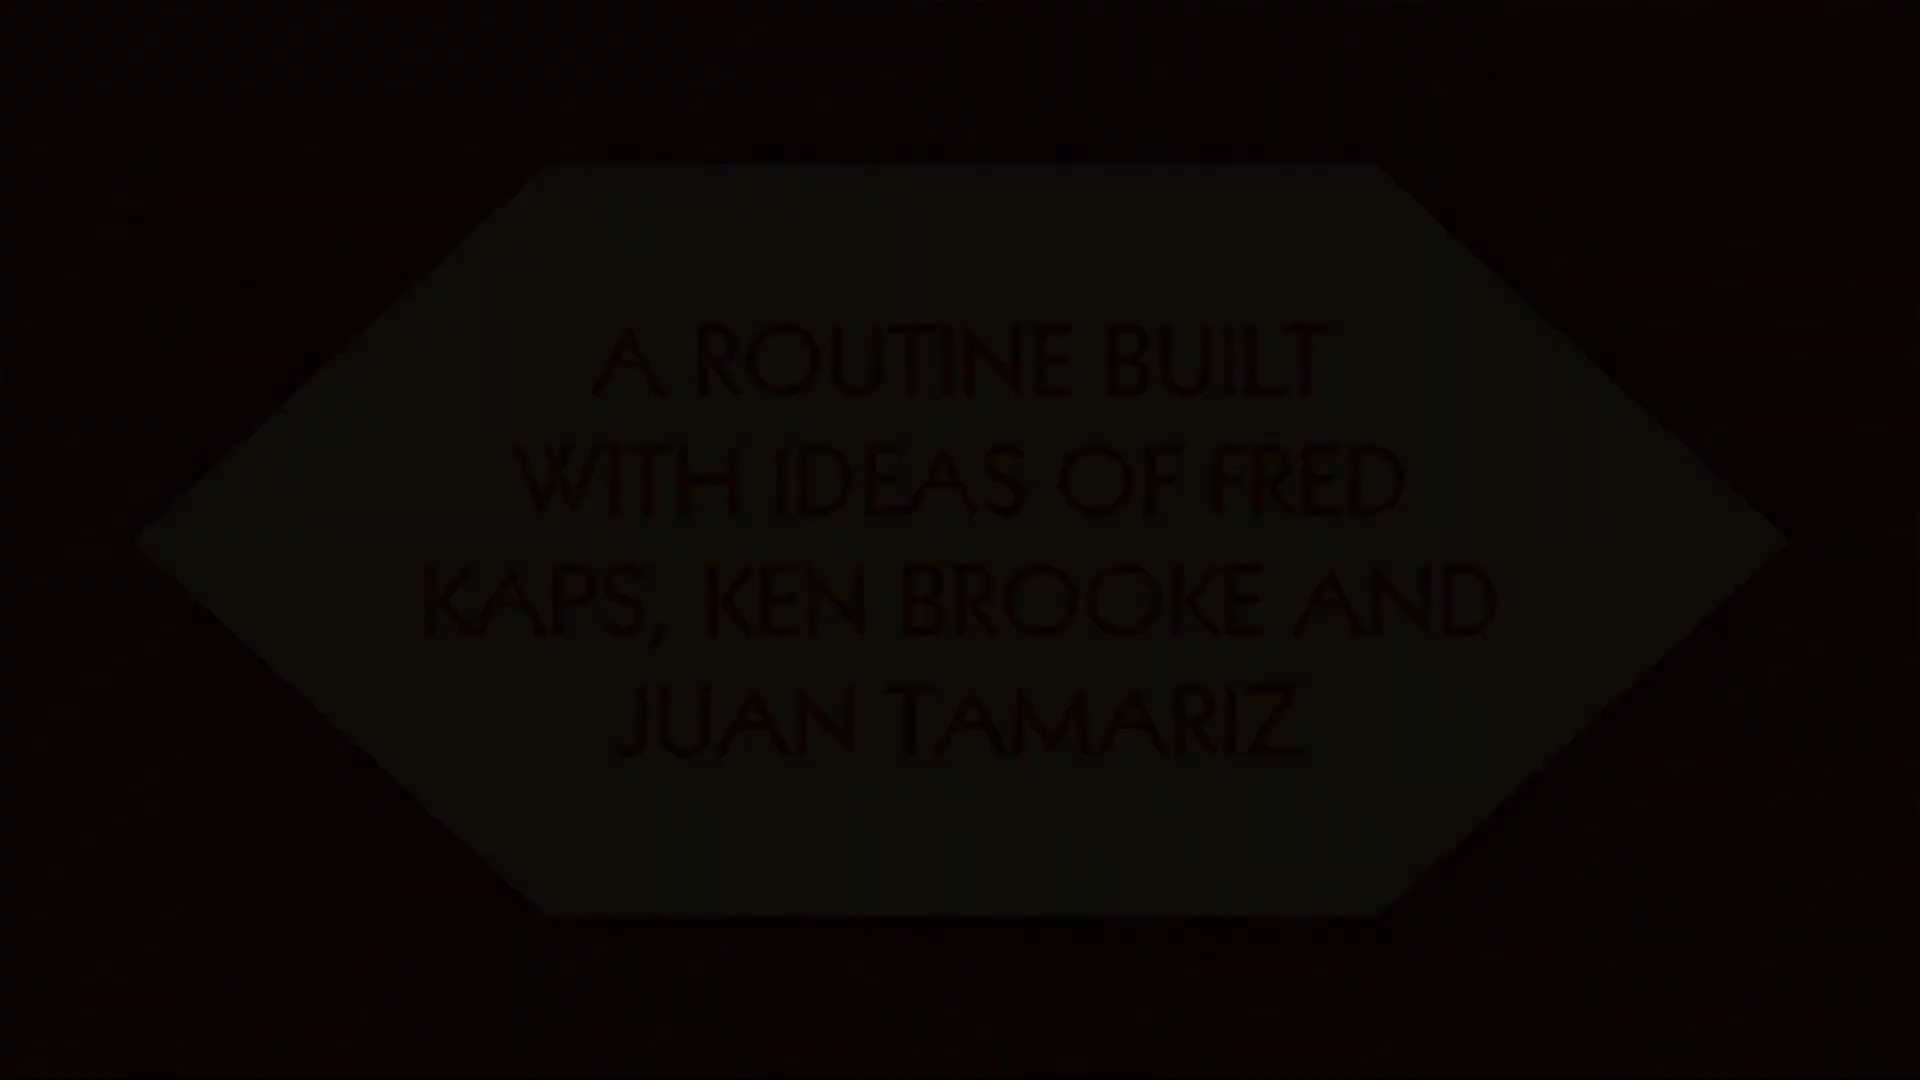 A ROUTINE BUILT
WITH IDEAS OF FRED
KAPS, KEN BROOKE AND
JUAN TAMARIZ